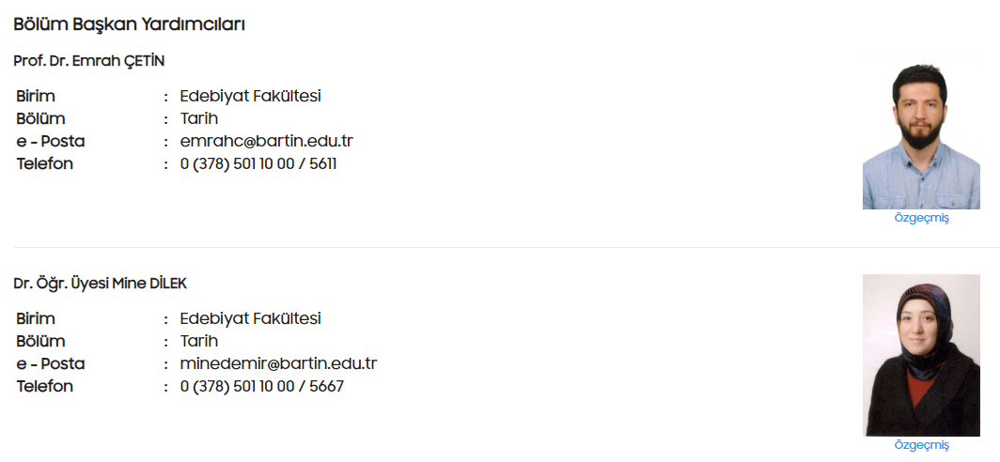 Bölüm Başkan Yardımcıları
Prof. Dr. Emrah ÇETİN
Birim : Edebiyat Fakültesi
Bölüm : Tarih
e - Posta : emrahc@bartin.edu.tr
Telefon : 0 (378) 501 10 00 / 5611
Özgeçmiş
Dr. Öğr. Üyesi Mine DİLEK
Birim : Edebiyat Fakültesi
Bölüm : Tarih
e - Posta : minedemir@bartin.edu.tr
Telefon : 0 (378) 501 10 00 / 5667
Özgeçmiş